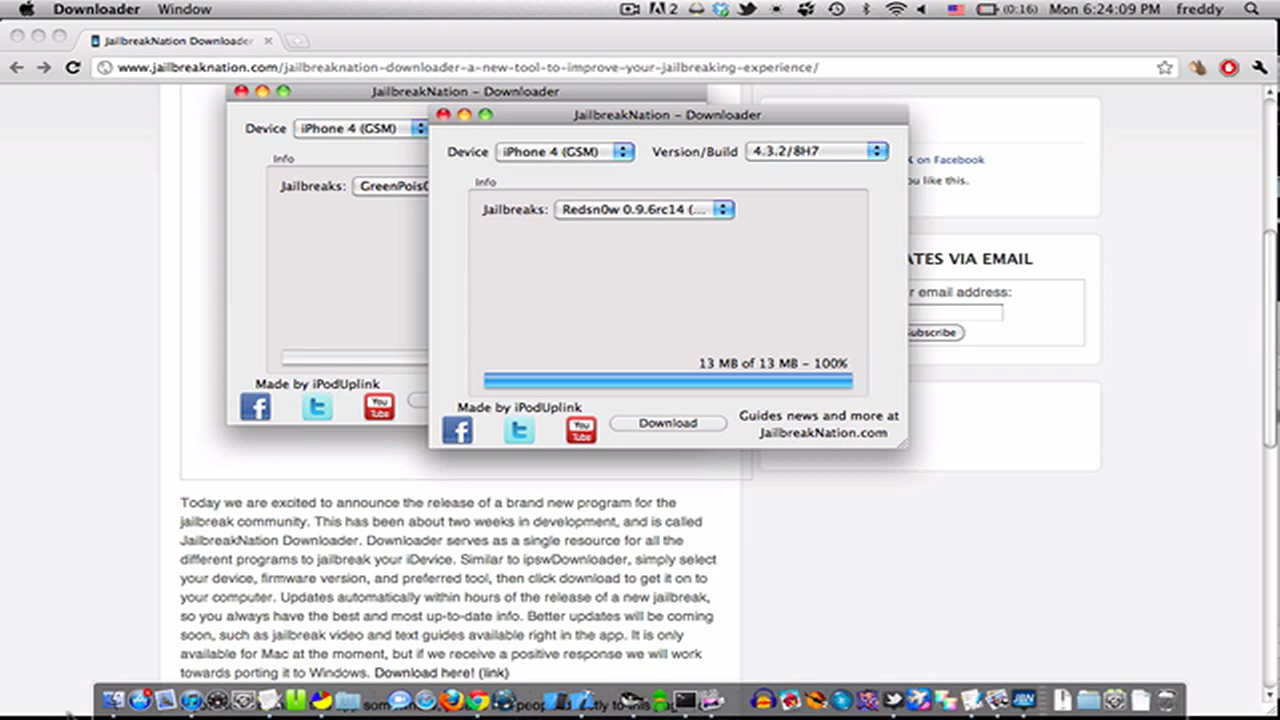 Downloader Window 2 (0:16) Mon 6:24:09 PM freddy
JailbreakNation Downloader
www.jailbreaknation.com/jailbreaknation-downloader-a-new-tool-to-improve-your-jailbreaking-experience/
JailbreakNation - Downloader
Device iPhone 4 (GSM)
Info
Jailbreaks: GreenPois
Made by iPodUplink
You Tube
JailbreakNation - Downloader
Device iPhone 4 (GSM) Version/Build 4.3.2/8H7
Info
Jailbreaks: Redsn0w 0.9.6rc14 (...
13 MB of 13 MB - 100%
Made by iPodUplink
You Tube
Download
Guides news and more at
JailbreakNation.com
on Facebook
you like this.
ATES VIA EMAIL
r email address:
ubscribe
Today we are excited to announce the release of a brand new program for the
jailbreak community. This has been about two weeks in development, and is called
JailbreakNation Downloader. Downloader serves as a single resource for all the
different programs to jailbreak your iDevice. Similar to ipswDownloader, simply select
your device, firmware version, and preferred tool, then click download to get it on to
your computer. Updates automatically within hours of the release of a new jailbreak,
so you always have the best and most up-to-date info. Better updates will be coming
soon, such as jailbreak video and text guides available right in the app. It is only
available for Mac at the moment, but if we receive a positive response we will work
towards porting it to Windows. Download here! (link)